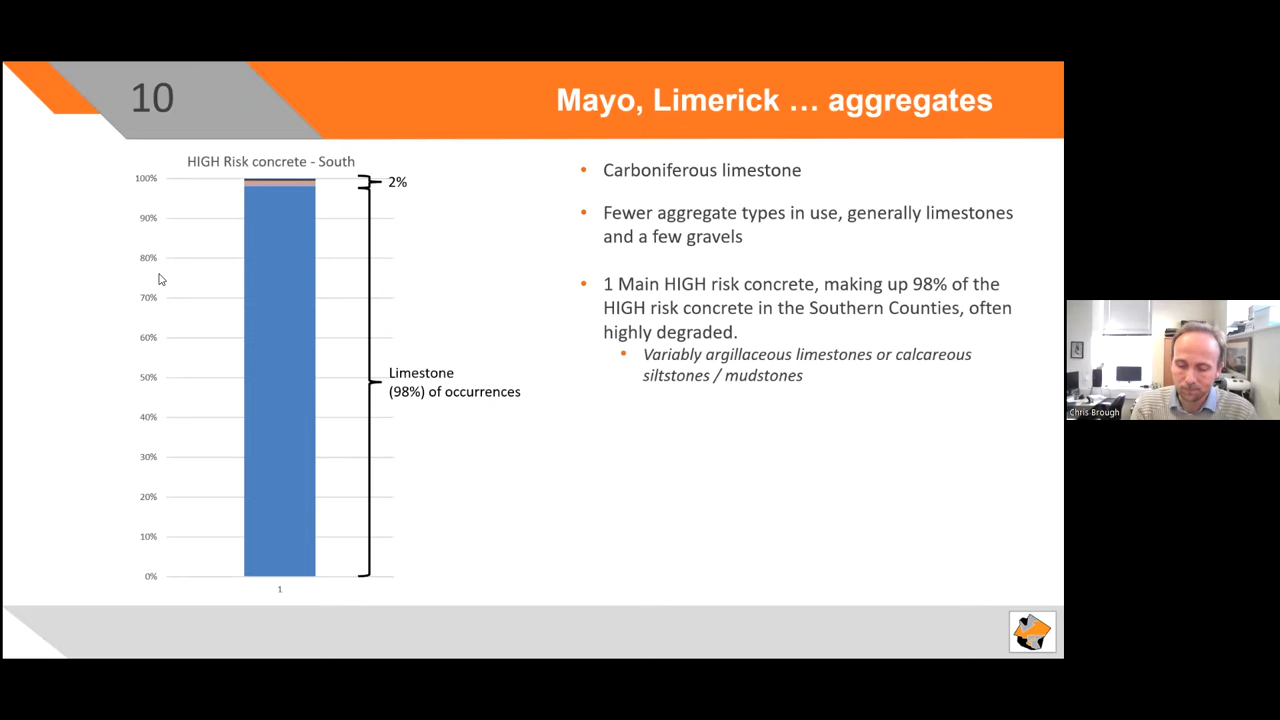 10
Mayo, Limerick … aggregates
HIGH Risk concrete - South
100%
90%
80%
70%
60%
50%
40%
30%
20%
10%
0%
1
2%
Limestone
(98%) of occurrences
• Carboniferous limestone
• Fewer aggregate types in use, generally limestones
and a few gravels
• 1 Main HIGH risk concrete, making up 98% of the
HIGH risk concrete in the Southern Counties, often
highly degraded.
• Variably argillaceous limestones or calcareous
siltstones / mudstones
Chris Brough